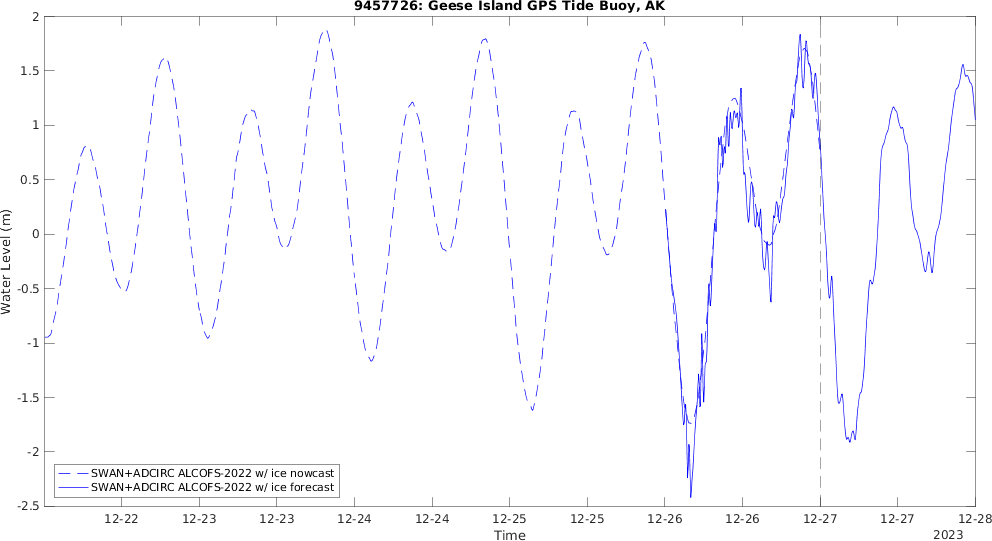 9457726: Geese Island GPS Tide Buoy, AK
2
1.5
1
0.5
0
-0.5
-1
-1.5
-2
-2.5
Water Level (m)
SWAN+ADCIRC ALCOFS-2022 w/ ice nowcast
SWAN+ADCIRC ALCOFS-2022 w/ ice forecast
12-22 12-23 12-23 12-24 12-24 12-25 12-25 12-26 12-26 12-27 12-27 12-28
Time
2023